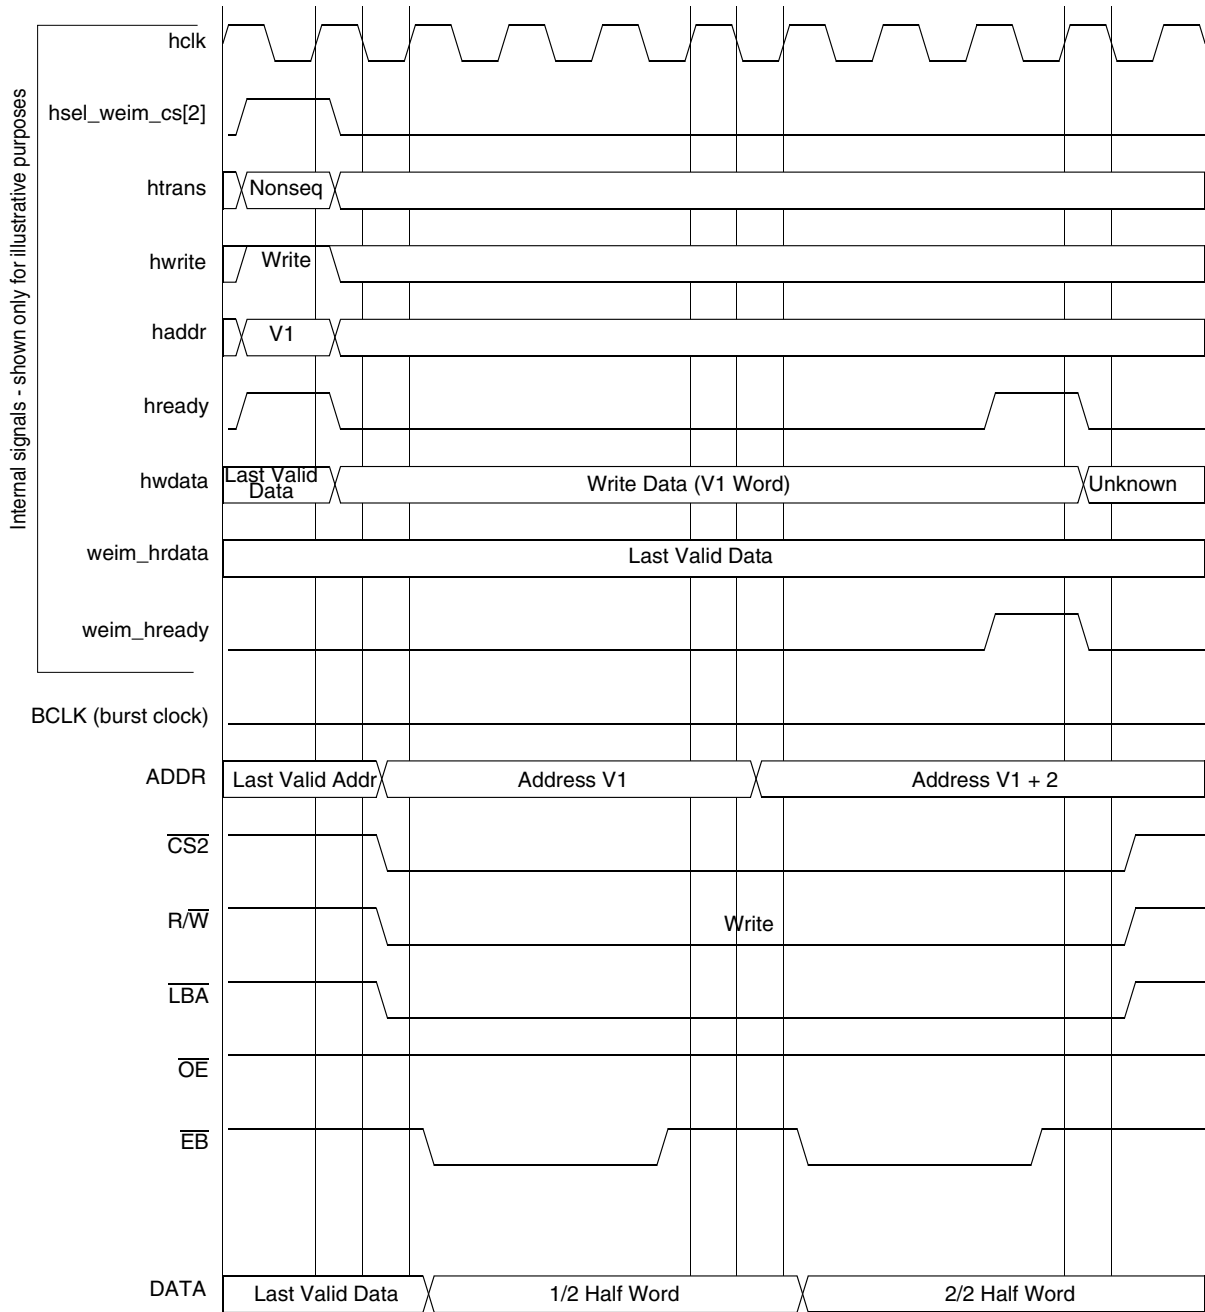 Internal signals - shown only for illustrative purposes
hclk
hsel_weim_cs[2]
htrans
Nonseq
hwrite
Write
haddr
V1
hready
hwdata
Last Valid
Data
Write Data (V1 Word)
Unknown
weim_hrdata
Last Valid Data
weim_hready
BCLK (burst clock)
ADDR
Last Valid Addr
Address V1
Address V1 + 2
CS2
R/W
Write
LBA
OE
EB
DATA
Last Valid Data
1/2 Half Word
2/2 Half Word